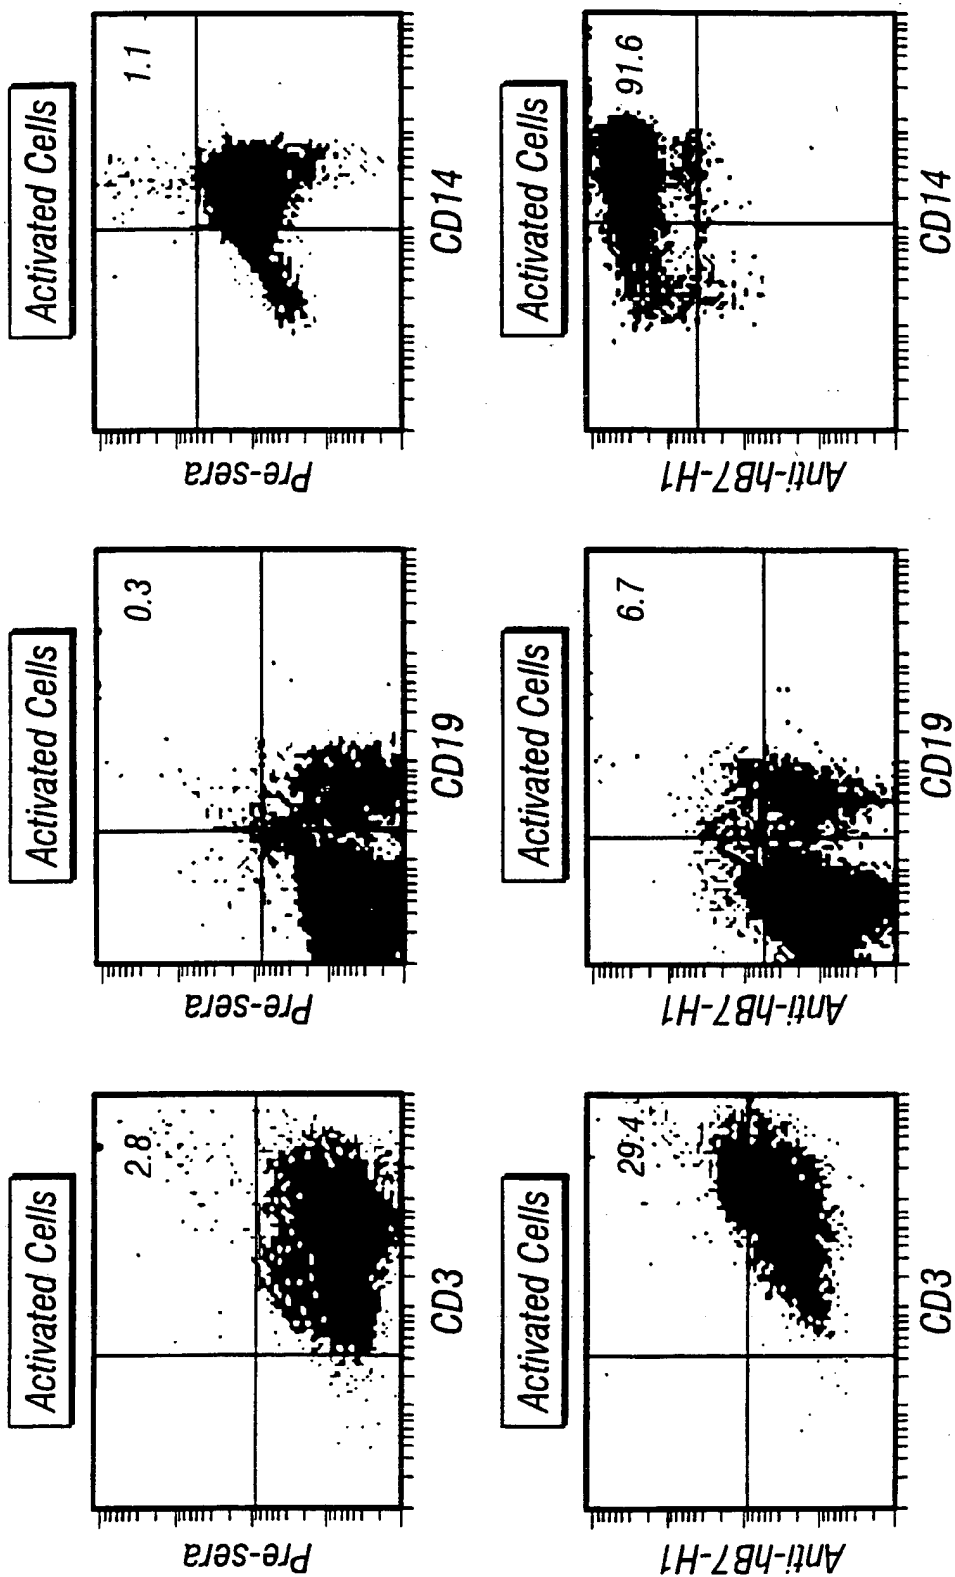 Activated Cells
2.8
Pre-sera
CD3
Activated Cells
0.3
Pre-sera
CD19
Activated Cells
1.1
Pre-sera
CD14
Activated Cells
29.4
Anti-hB7-H1
CD3
Activated Cells
6.7
Anti-hB7-H1
CD19
Activated Cells
91.6
Anti-hB7-H1
CD14